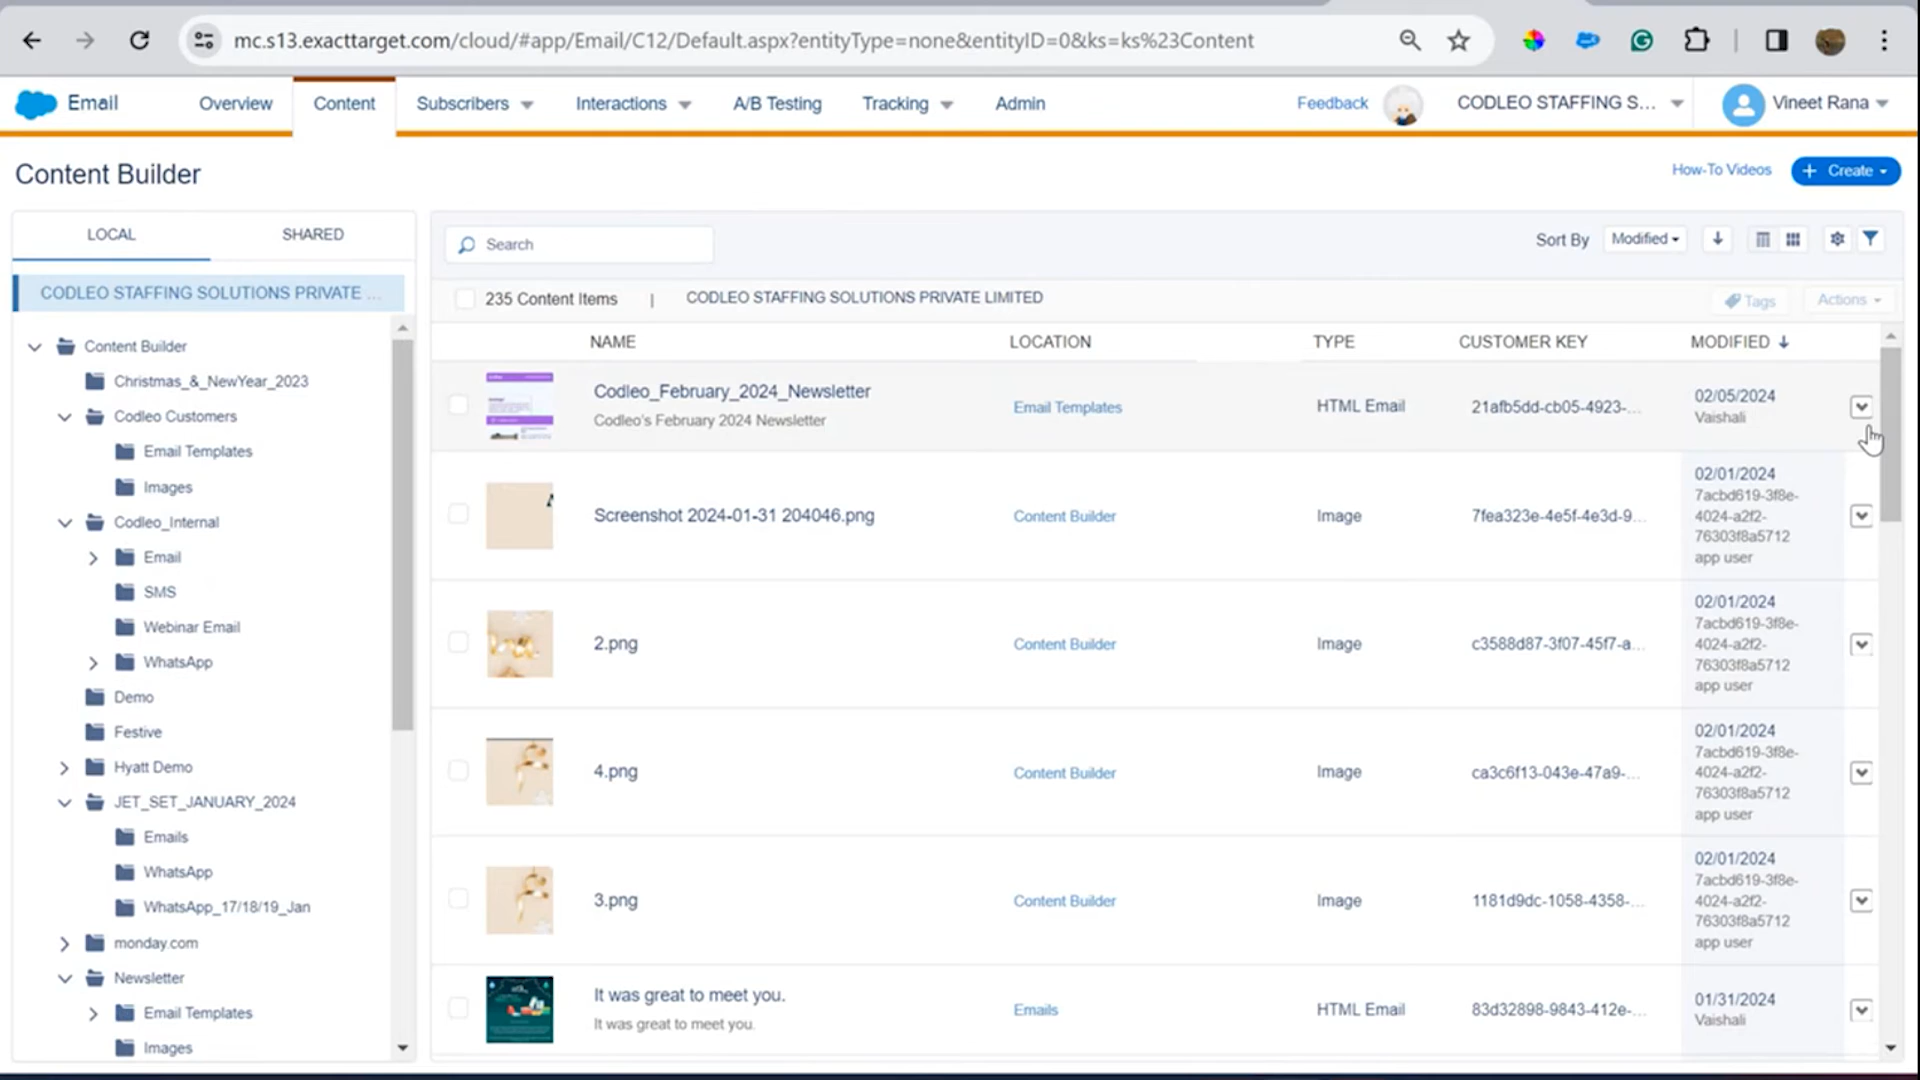 mc.s13.exacttarget.com/cloud/#app/Email/C12/Default.aspx?entityType=none&entityID=0&ks=ks%23Content
Email
Overview
Content
Subscribers
Interactions
A/B Testing
Tracking
Admin
Feedback
CODLEO STAFFING S...
Vineet Rana
Content Builder
How-To Videos
+ Create
LOCAL
SHARED
Search
Sort By
Modified
CODLEO STAFFING SOLUTIONS PRIVATE ...
235 Content Items | CODLEO STAFFING SOLUTIONS PRIVATE LIMITED
Tags
Actions
Content Builder
Christmas_&_NewYear_2023
Codleo Customers
Email Templates
Images
Codleo_Internal
Email
SMS
Webinar Email
WhatsApp
Demo
Festive
Hyatt Demo
JET_SET_JANUARY_2024
Emails
WhatsApp
WhatsApp_17/18/19_Jan
monday.com
Newsletter
Email Templates
Images
NAME
LOCATION
TYPE
CUSTOMER KEY
MODIFIED
Codleo_February_2024_Newsletter
Codleo's February 2024 Newsletter
Email Templates
HTML Email
21afb5dd-cb05-4923-...
02/05/2024
Vaishali
Screenshot 2024-01-31 204046.png
Content Builder
Image
7fea323e-4e5f-4e3d-9...
02/01/2024
7acbd619-3f8e-
4024-a2f2-
76303f8a5712
app user
2.png
Content Builder
Image
c3588d87-3f07-45f7-a...
02/01/2024
7acbd619-3f8e-
4024-a2f2-
76303f8a5712
app user
4.png
Content Builder
Image
ca3c6f13-043e-47a9-...
02/01/2024
7acbd619-3f8e-
4024-a2f2-
76303f8a5712
app user
3.png
Content Builder
Image
1181d9dc-1058-4358-...
02/01/2024
7acbd619-3f8e-
4024-a2f2-
76303f8a5712
app user
It was great to meet you.
It was great to meet you.
Emails
HTML Email
83d32898-9843-412e-...
01/31/2024
Vaishali